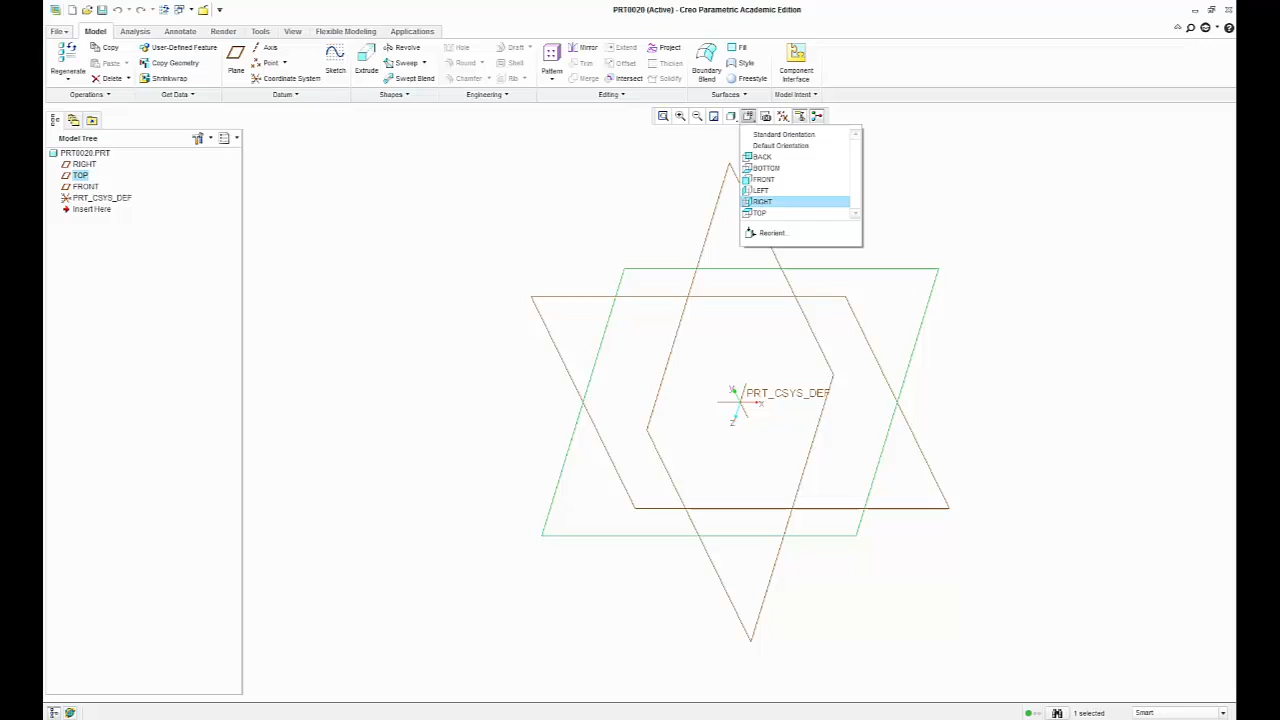 PRT0020 (Active) - Creo Parametric Academic Edition
File Model Analysis Annotate Render Tools View Flexible Modeling Applications
Regenerate Copy Paste Delete
User-Defined Feature Copy Geometry Shrinkwrap
Plane Axis Point Coordinate System
Sketch
Extrude Revolve Sweep Swept Blend
Hole Round Chamfer Draft Shell Rib
Pattern Mirror Trim Merge Extend Offset Intersect Project Thicken Solidify
Boundary Blend Fill Style Freestyle
Component Interface
Operations Get Data Datum Shapes Engineering Editing Surfaces Model Intent
Model Tree
PRT0020.PRT
RIGHT
TOP
FRONT
PRT_CSYS_DEF
Insert Here
Standard Orientation
Default Orientation
BACK
BOTTOM
FRONT
LEFT
RIGHT
TOP
Reorient...
PRT_CSYS_DEF
Y
X
Z
1 selected
Smart